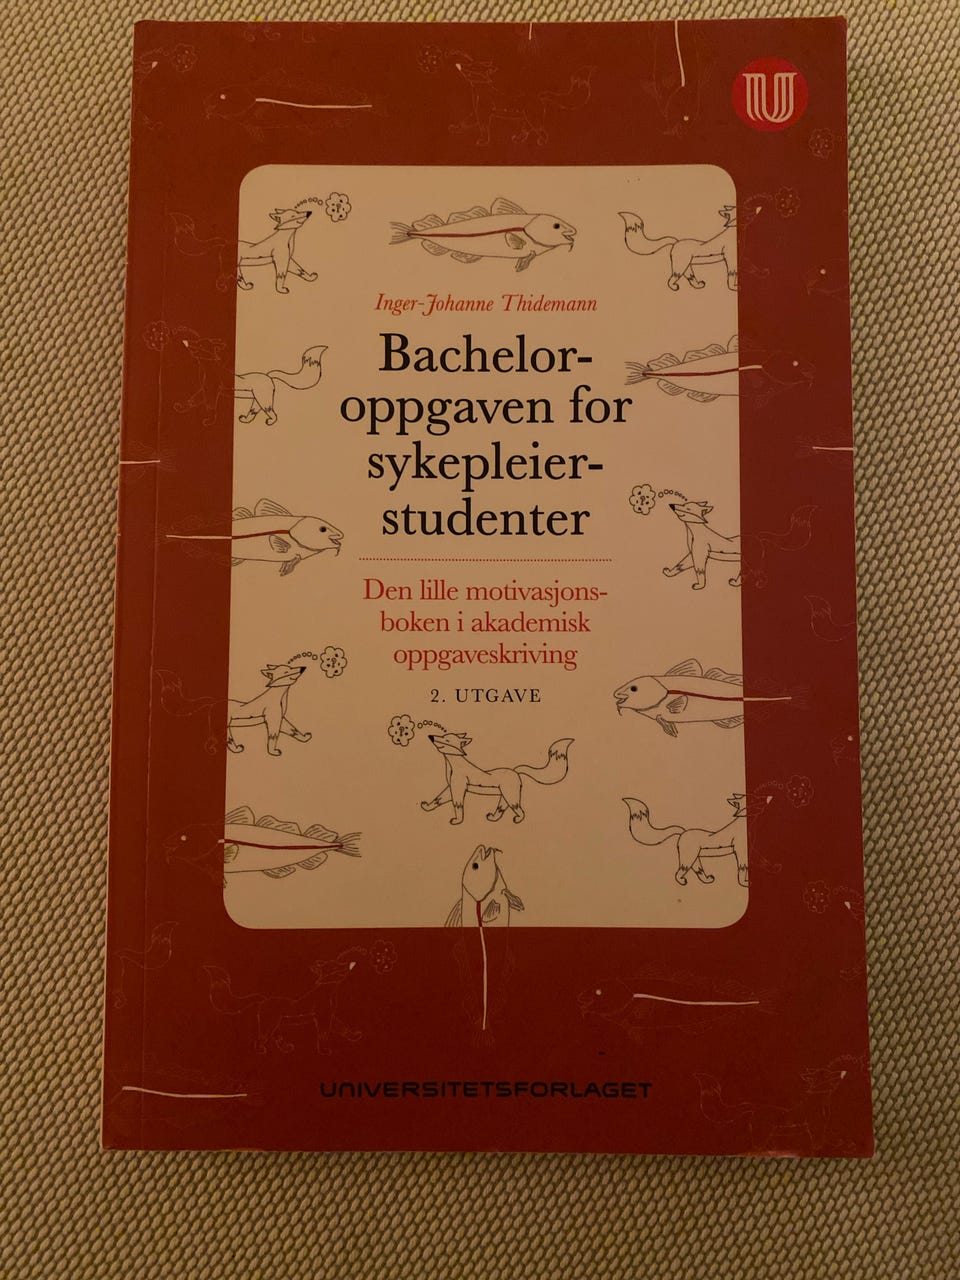 U
Inger-Johanne Thidemann
Bachelor-
oppgaven for
sykepleier-
studenter
Den lille motivasjons-
boken i akademisk
oppgaveskriving
2. UTGAVE
UNIVERSITETSFORLAGET